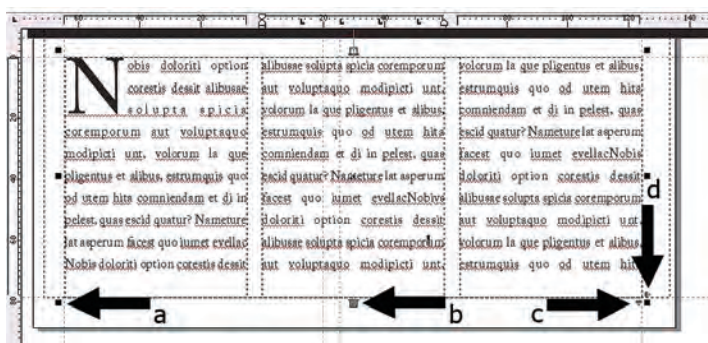 Nobis doloriti option
corestis dessit alibusae
solupta spicia
coremporum aut voluptaquo
modipicti unt, volorum la que
pligentus et alibus, estrumquis quo
od utem hita comniendam et di in
pelest, quas escid quatur? Nameture
lat asperum facest quo iumet evellac
Nobis doloriti option corestis dessit
alibusae solupta spicia coremporum
aut voluptaquo modipicti unt,
volorum la que pligentus et alibus,
estrumquis quo od utem hita
comniendam et di in pelest, quas
escid quatur? Nameture lat asperum
facest quo iumet evellacNobis
doloriti option corestis dessit
alibusae solupta spicia coremporum
aut voluptaquo modipicti unt,
volorum la que pligentus et alibus,
estrumquis quo od utem hita
comniendam et di in pelest, quas
escid quatur? Nameture lat asperum
facest quo iumet evellacNobis
doloriti option corestis dessit
alibusae solupta spicia coremporum
aut voluptaquo modipicti unt,
volorum la que pligentus et alibus,
estrumquis quo od utem hit
a
b
c
d